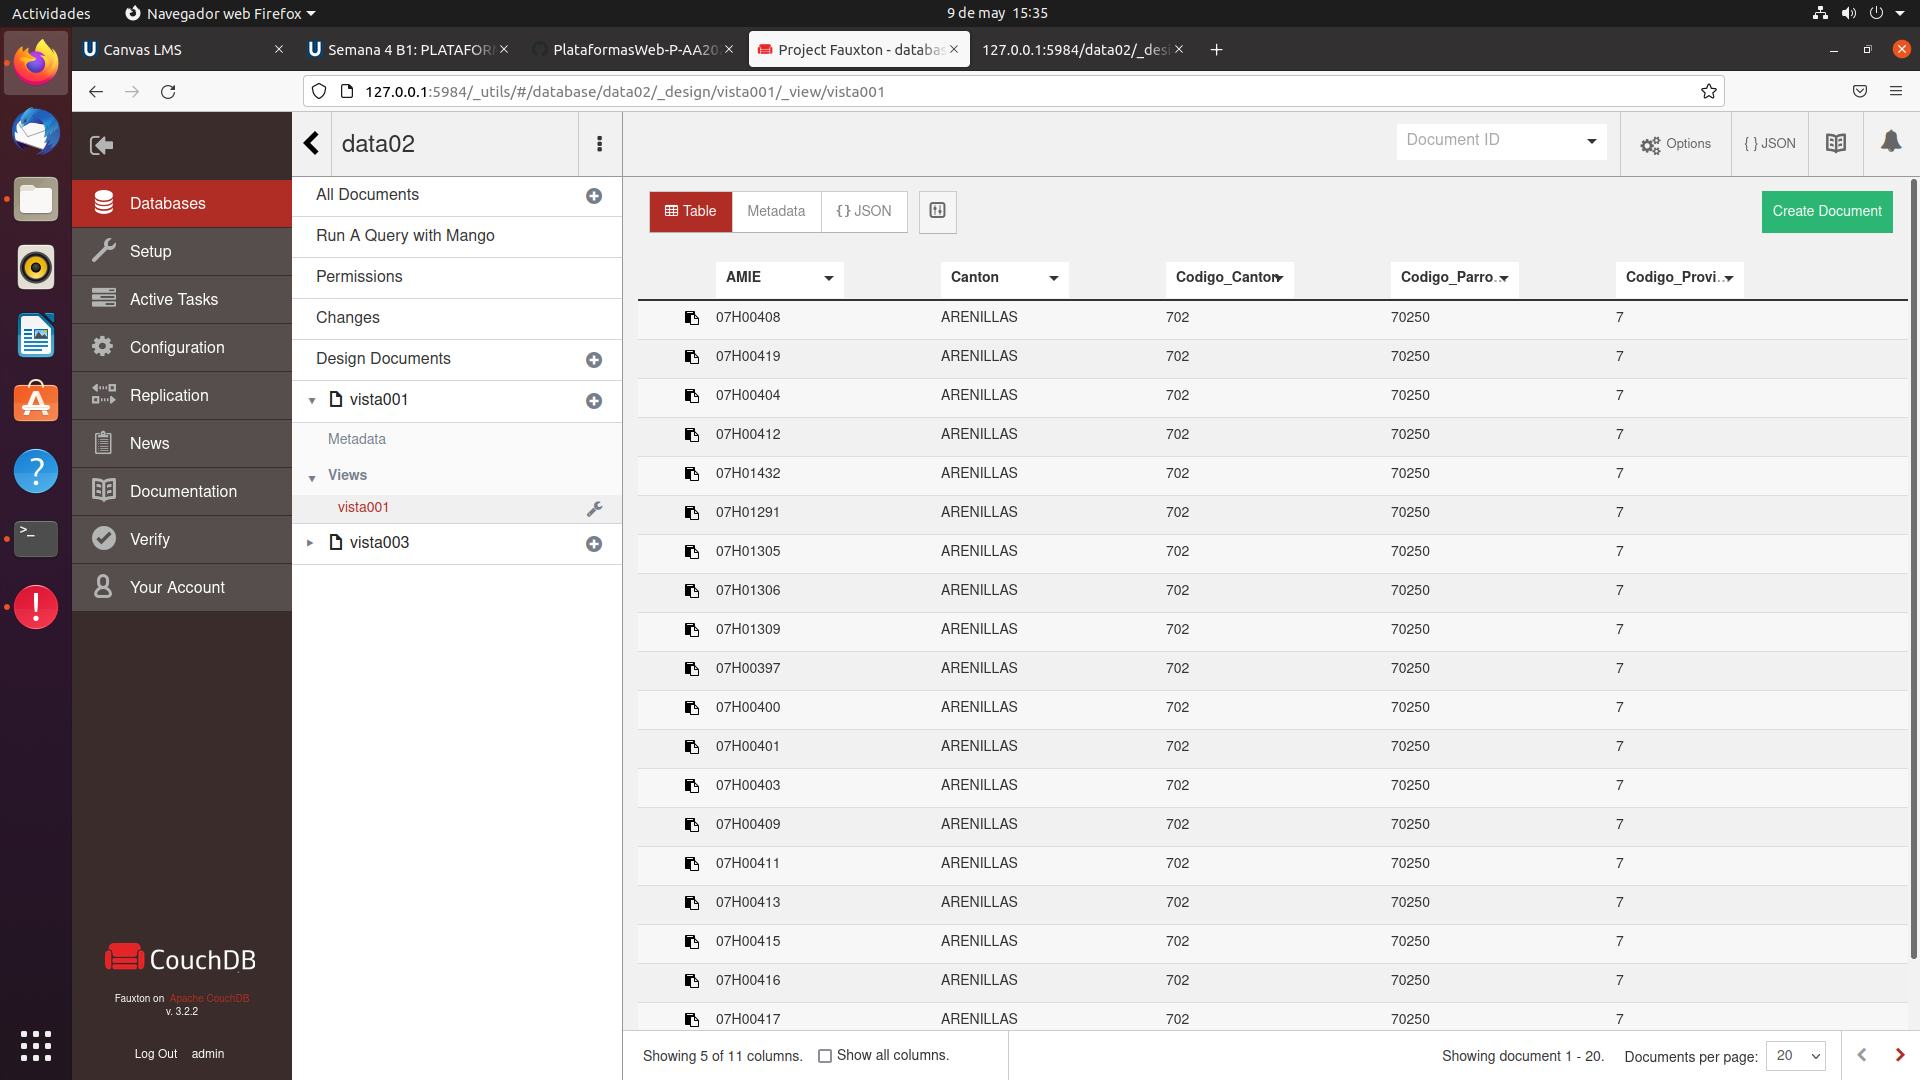 Actividades
Navegador web Firefox
9 de may 15:35
Canvas LMS
Semana 4 B1: PLATAFOR
PlataformasWeb-P-AA20
Project Fauxton - databas
127.0.0.1:5984/data02/_desi
127.0.0.1:5984/_utils/#/database/data02/_design/vista001/_view/vista001
data02
Document ID
Options
{ } JSON
Databases
Setup
Active Tasks
Configuration
Replication
News
Documentation
Verify
Your Account
CouchDB
Fauxton on Apache CouchDB
v. 3.2.2
Log Out admin
All Documents
Run A Query with Mango
Permissions
Changes
Design Documents
vista001
Metadata
Views
vista001
vista003
Table Metadata {} JSON
Create Document
AMIE Canton Codigo_Canton Codigo_Parro... Codigo_Provi...
07H00408 ARENILLAS 702 70250 7
07H00419 ARENILLAS 702 70250 7
07H00404 ARENILLAS 702 70250 7
07H00412 ARENILLAS 702 70250 7
07H01432 ARENILLAS 702 70250 7
07H01291 ARENILLAS 702 70250 7
07H01305 ARENILLAS 702 70250 7
07H01306 ARENILLAS 702 70250 7
07H01309 ARENILLAS 702 70250 7
07H00397 ARENILLAS 702 70250 7
07H00400 ARENILLAS 702 70250 7
07H00401 ARENILLAS 702 70250 7
07H00403 ARENILLAS 702 70250 7
07H00409 ARENILLAS 702 70250 7
07H00411 ARENILLAS 702 70250 7
07H00413 ARENILLAS 702 70250 7
07H00415 ARENILLAS 702 70250 7
07H00416 ARENILLAS 702 70250 7
07H00417 ARENILLAS 702 70250 7
Showing 5 of 11 columns. Show all columns.
Showing document 1 - 20. Documents per page: 20